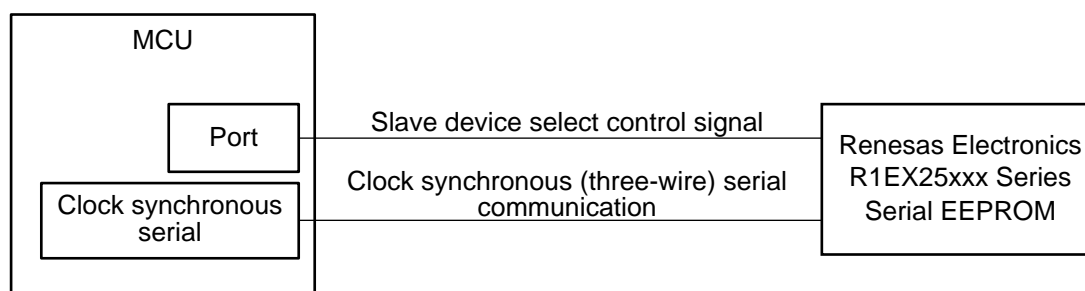 MCU
Port
Slave device select control signal
Clock synchronous (three-wire) serial
communication
Clock synchronous
serial
Renesas Electronics
R1EX25xxx Series
Serial EEPROM